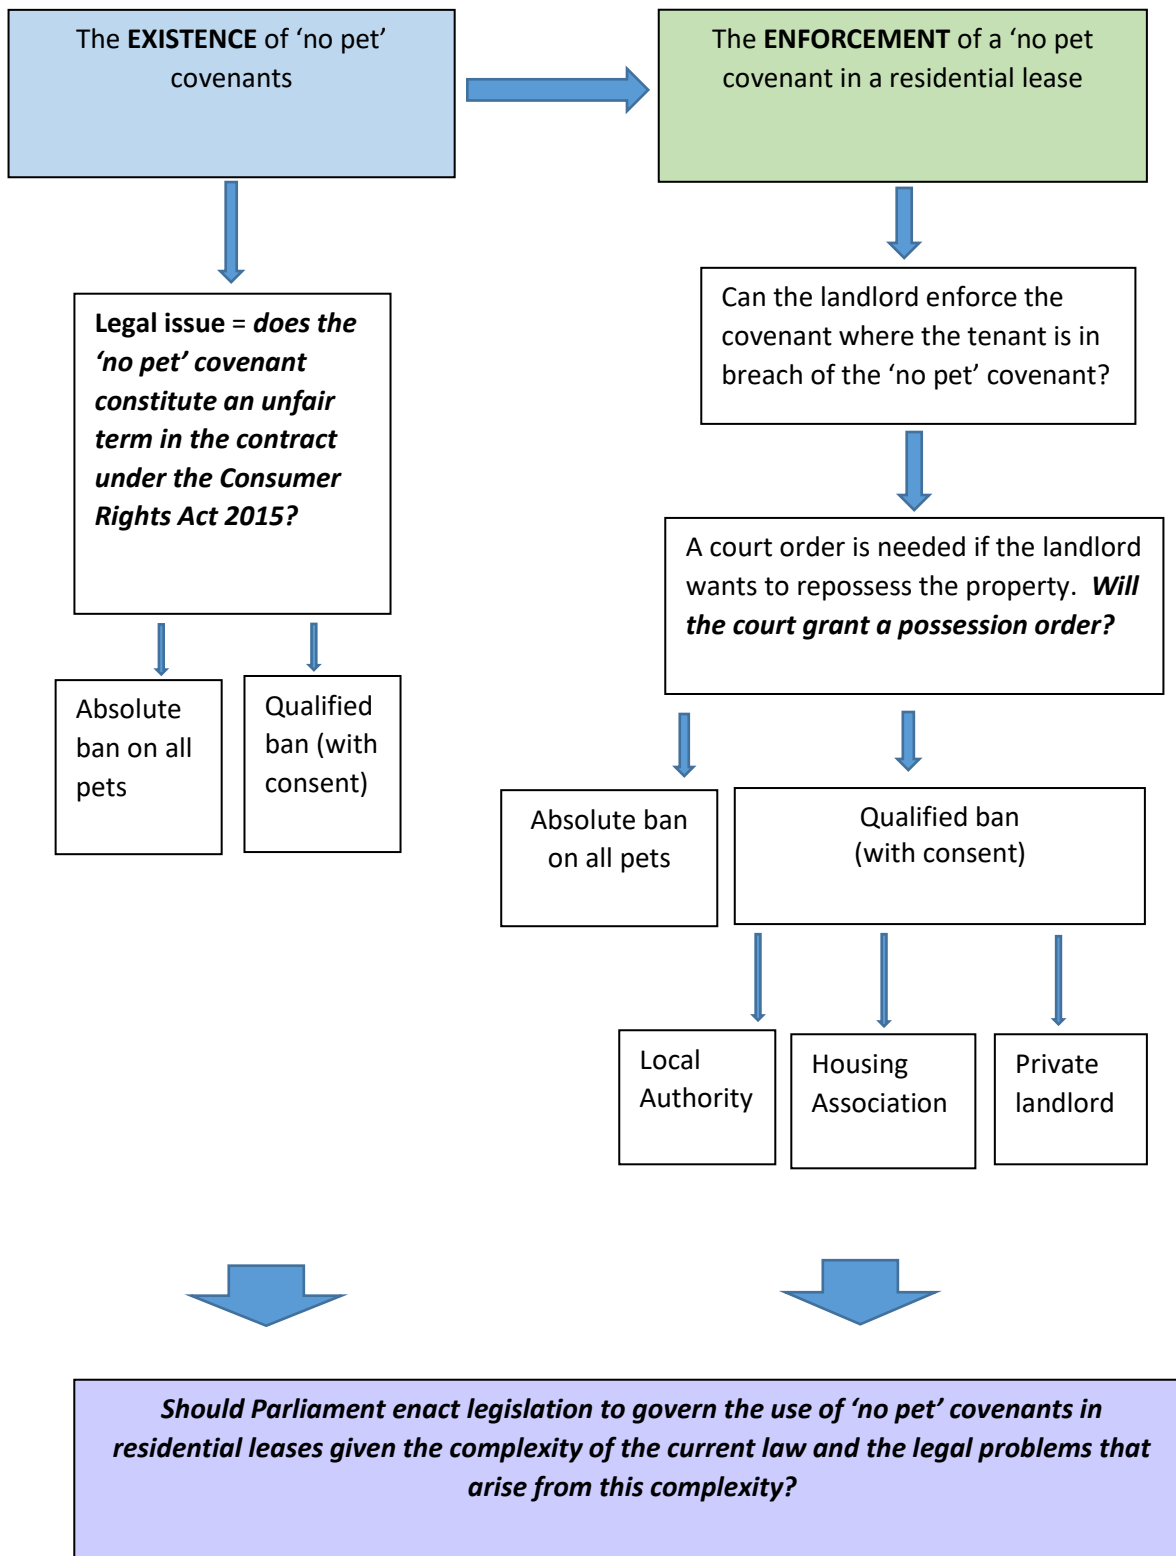 The EXISTENCE of ‘no pet’
covenants
The ENFORCEMENT of a ‘no pet
covenant in a residential lease
Legal issue = does the
‘no pet’ covenant
constitute an unfair
term in the contract
under the Consumer
Rights Act 2015?
Can the landlord enforce the
covenant where the tenant is in
breach of the ‘no pet’ covenant?
A court order is needed if the landlord
wants to repossess the property.  Will
the court grant a possession order?
Absolute
ban on all
pets
Qualified
ban (with
consent)
Absolute ban
on all pets
Qualified ban
(with consent)
Local
Authority
Housing
Association
Private
landlord
Should Parliament enact legislation to govern the use of ‘no pet’ covenants in
residential leases given the complexity of the current law and the legal problems that
arise from this complexity?